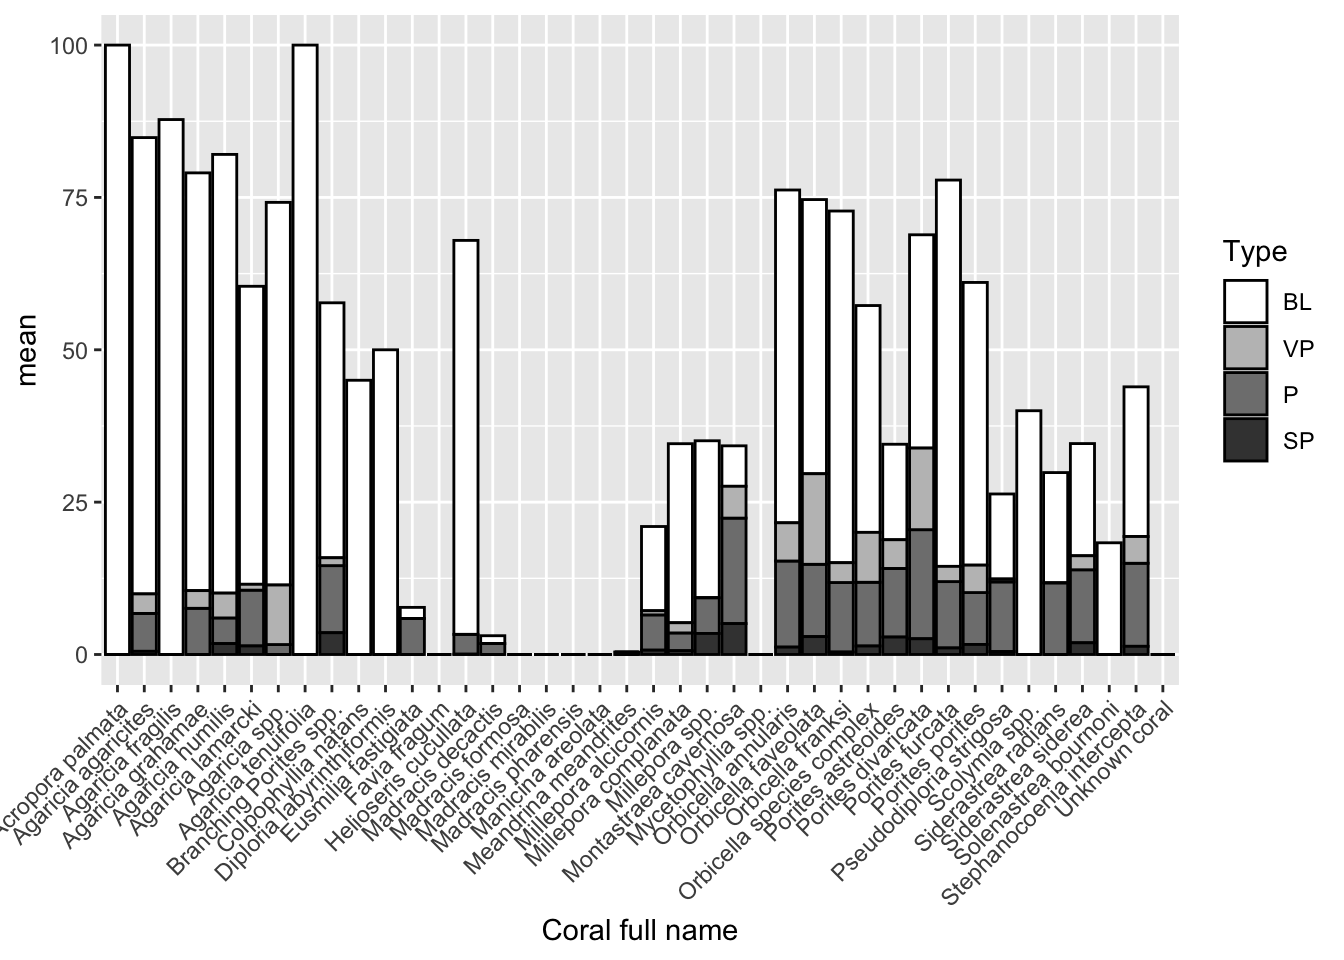 100
75
50
25
0
mean
Acropora palmata
Agaricia agaricites
Agaricia fragilis
Agaricia grahamae
Agaricia humilis
Agaricia lamarcki
Agaricia spp.
Agaricia tenuifolia
Branching Porites spp.
Colpophyllia natans
Diploria labyrinthiformis
Eusmilia fastigiata
Favia fragum
Helioseris cucullata
Madracis decactis
Madracis formosa
Madracis mirabilis
Madracis pharensis
Manicina areolata
Meandrina meandrites
Millepora alcicornis
Millepora complanata
Millepora spp.
Montastraea cavernosa
Mycetophyllia spp.
Orbicella annularis
Orbicella faveolata
Orbicella franksi
Orbicella species complex
Porites astreoides
Porites divaricata
Porites furcata
Porites porites
Pseudodiploria strigosa
Scolymia spp.
Siderastrea radians
Siderastrea siderea
Solenastrea bournoni
Stephanocoenia intercepta
Unknown coral
Coral full name
Type
BL
VP
P
SP